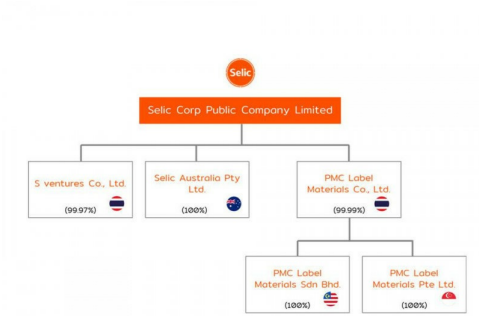 Selic
Selic Corp Public Company Limited
S ventures Co., Ltd.
(99.97%)
Selic Australia Pty
Ltd.
(100%)
PMC Label
Materials Co., Ltd.
(99.99%)
PMC Label
Materials Sdn Bhd.
(100%)
PMC Label
Materials Pte Ltd.
(100%)